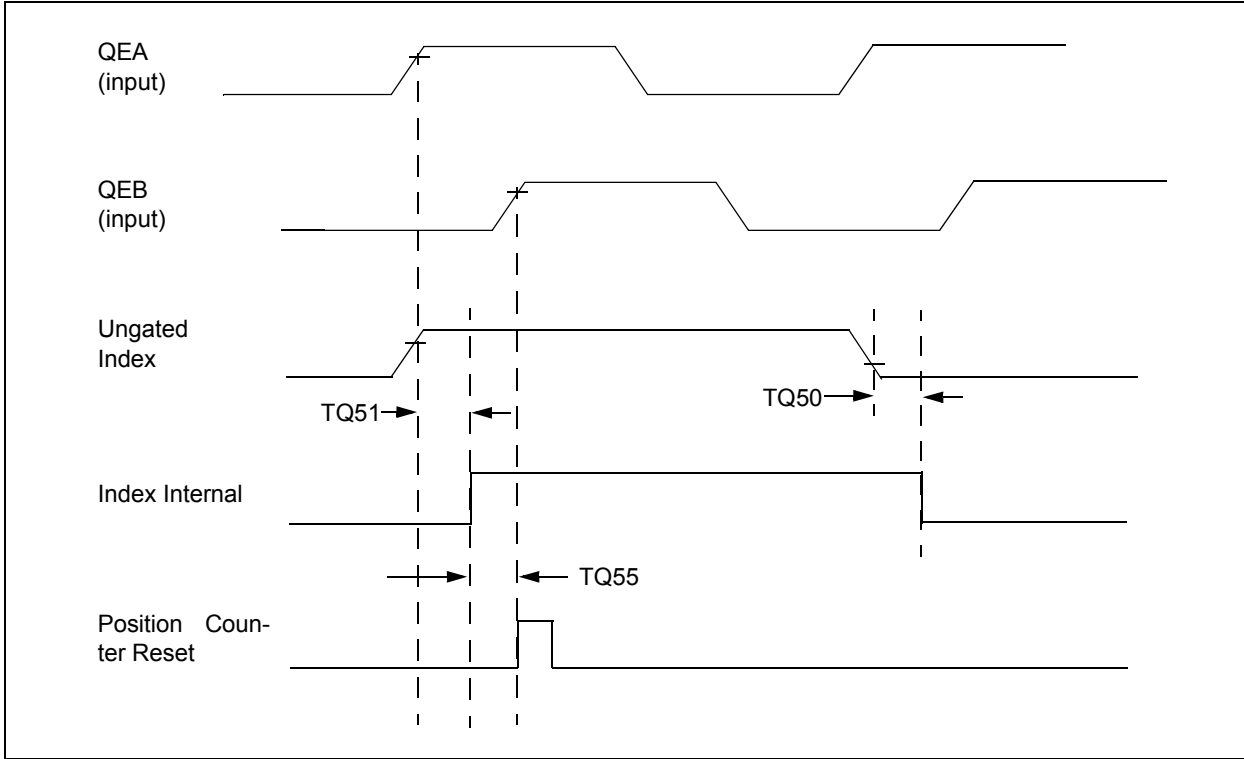 QEA
(input)
QEB
(input)
Ungated
Index
TQ51
TQ50
Index Internal
TQ55
Position Coun-
ter Reset